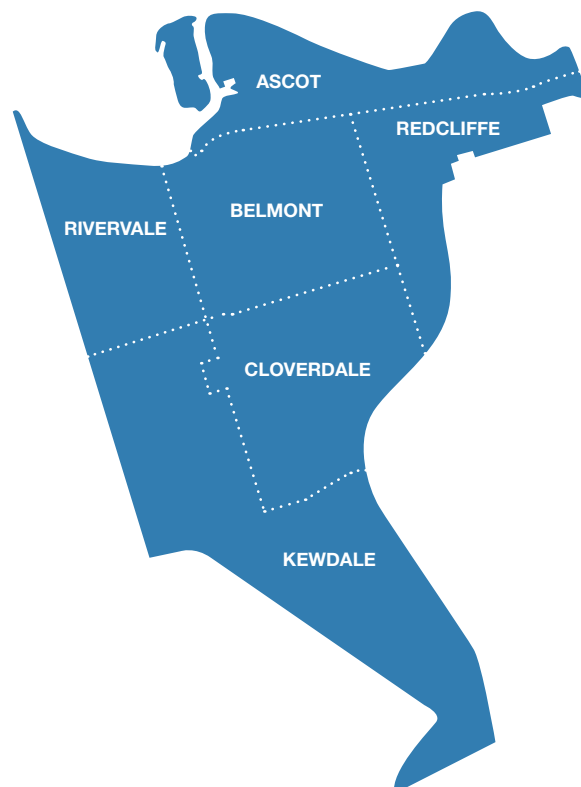 ASCOT
REDCLIFFE
BELMONT
RIVERVALE
CLOVERDALE
KEWDALE